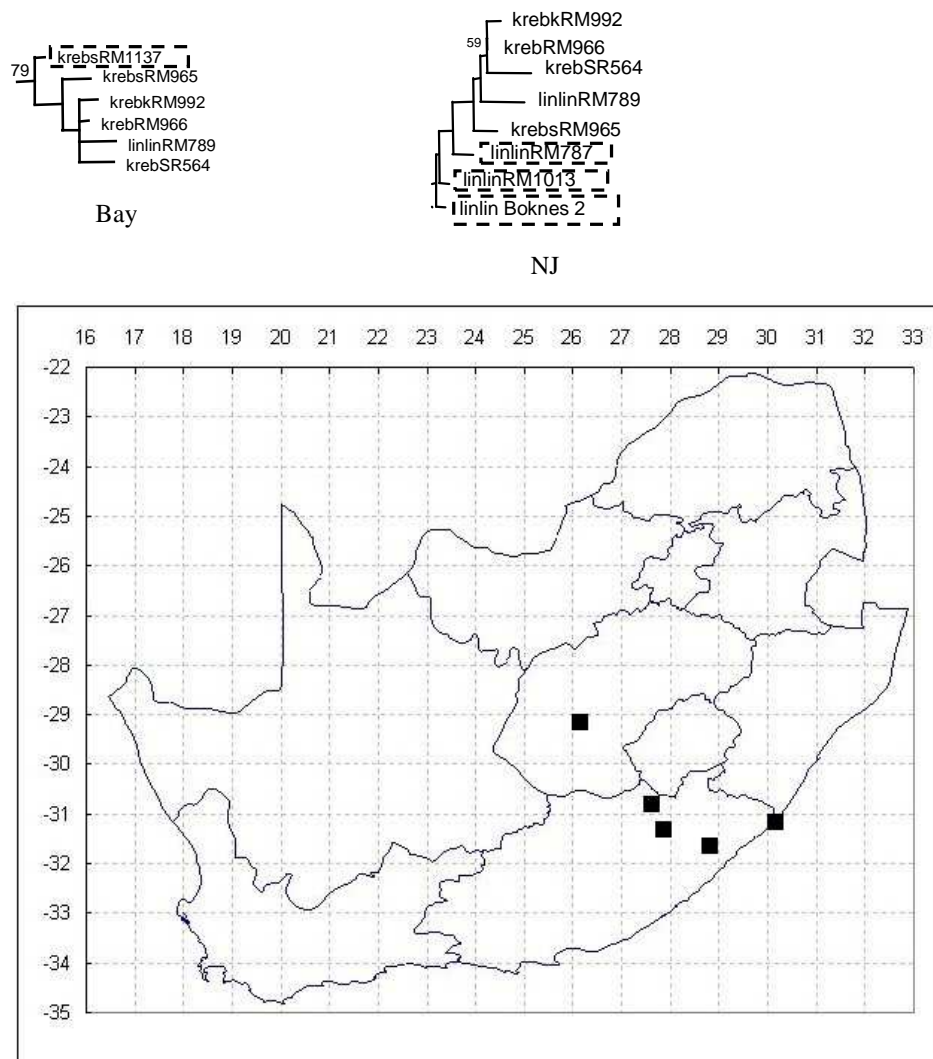 79
krebsRM1137
krebsRM965
krebkRM992
krebRM966
linlinRM789
krebSR564
Bay
krebkRM992
59
krebRM966
krebSR564
linlinRM789
krebsRM965
linlinRM787
linlinRM1013
linlin Boknes 2
NJ
16 17 18 19 20 21 22 23 24 25 26 27 28 29 30 31 32 33
-22
-23
-24
-25
-26
-27
-28
-29
-30
-31
-32
-33
-34
-35